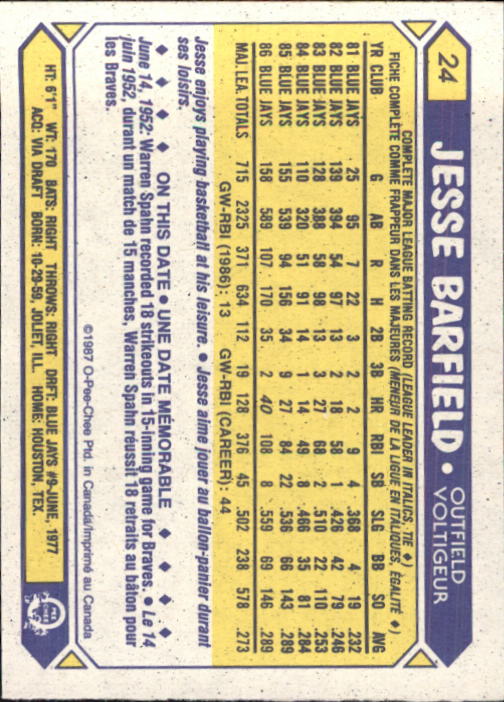 24
JESSE BARFIELD • OUTFIELD
VOLTIGEUR
COMPLETE MAJOR LEAGUE BATTING RECORD (LEAGUE LEADER IN ITALICS, TIE ♦)
FICHE COMPLÈTE COMME FRAPPEUR DANS LES MAJEURES (MENEUR DE LA LIGUE EN ITALIQUES, ÉGALITÉ ♦)
YR CLUB G AB R H 2B 3B HR RBI SB SLG BB SO AVG
81 BLUE JAYS 25 95 7 22 3 2 2 9 4 .368 4 19 .232
82 BLUE JAYS 139 394 54 97 13 2 18 58 1 .426 42 79 .246
83 BLUE JAYS 128 388 58 98 13 3 27 68 2 .510 22 110 .253
84 BLUE JAYS 110 320 51 91 14 1 14 49 8 .466 35 81 .284
85 BLUE JAYS 155 539 94 156 34 9 27 84 22 .536 66 143 .289
86 BLUE JAYS 158 589 107 170 35 2 40 108 8 .559 69 146 .289
MAJ. LEA. TOTALS 715 2325 371 634 112 19 128 376 45 .502 238 578 .273
GW-RBI (1986): 13 GW-RBI (CAREER): 44
Jesse enjoys playing basketball at his leisure. • Jesse aime jouer au ballon-panier durant
ses loisirs.
♦ ♦ ♦ ♦ ON THIS DATE • UNE DATE MÉMORABLE ♦ ♦ ♦ ♦
June 14, 1952: Warren Spahn recorded 18 strikeouts in 15-inning game for Braves. • Le 14
juin 1952, durant un match de 15 manches, Warren Spahn réussit 18 retraits au bâton pour
les Braves.
©1987 O-Pee-Chee Ptd. in Canada/Imprimé au Canada
HT: 6'1" WT: 170 BATS: RIGHT THROWS: RIGHT DRFT: BLUE JAYS #9-JUNE, 1977
ACQ: VIA DRAFT BORN: 10-29-59, JOLIET, ILL. HOME: HOUSTON, TEX.
O-PEE-CHEE